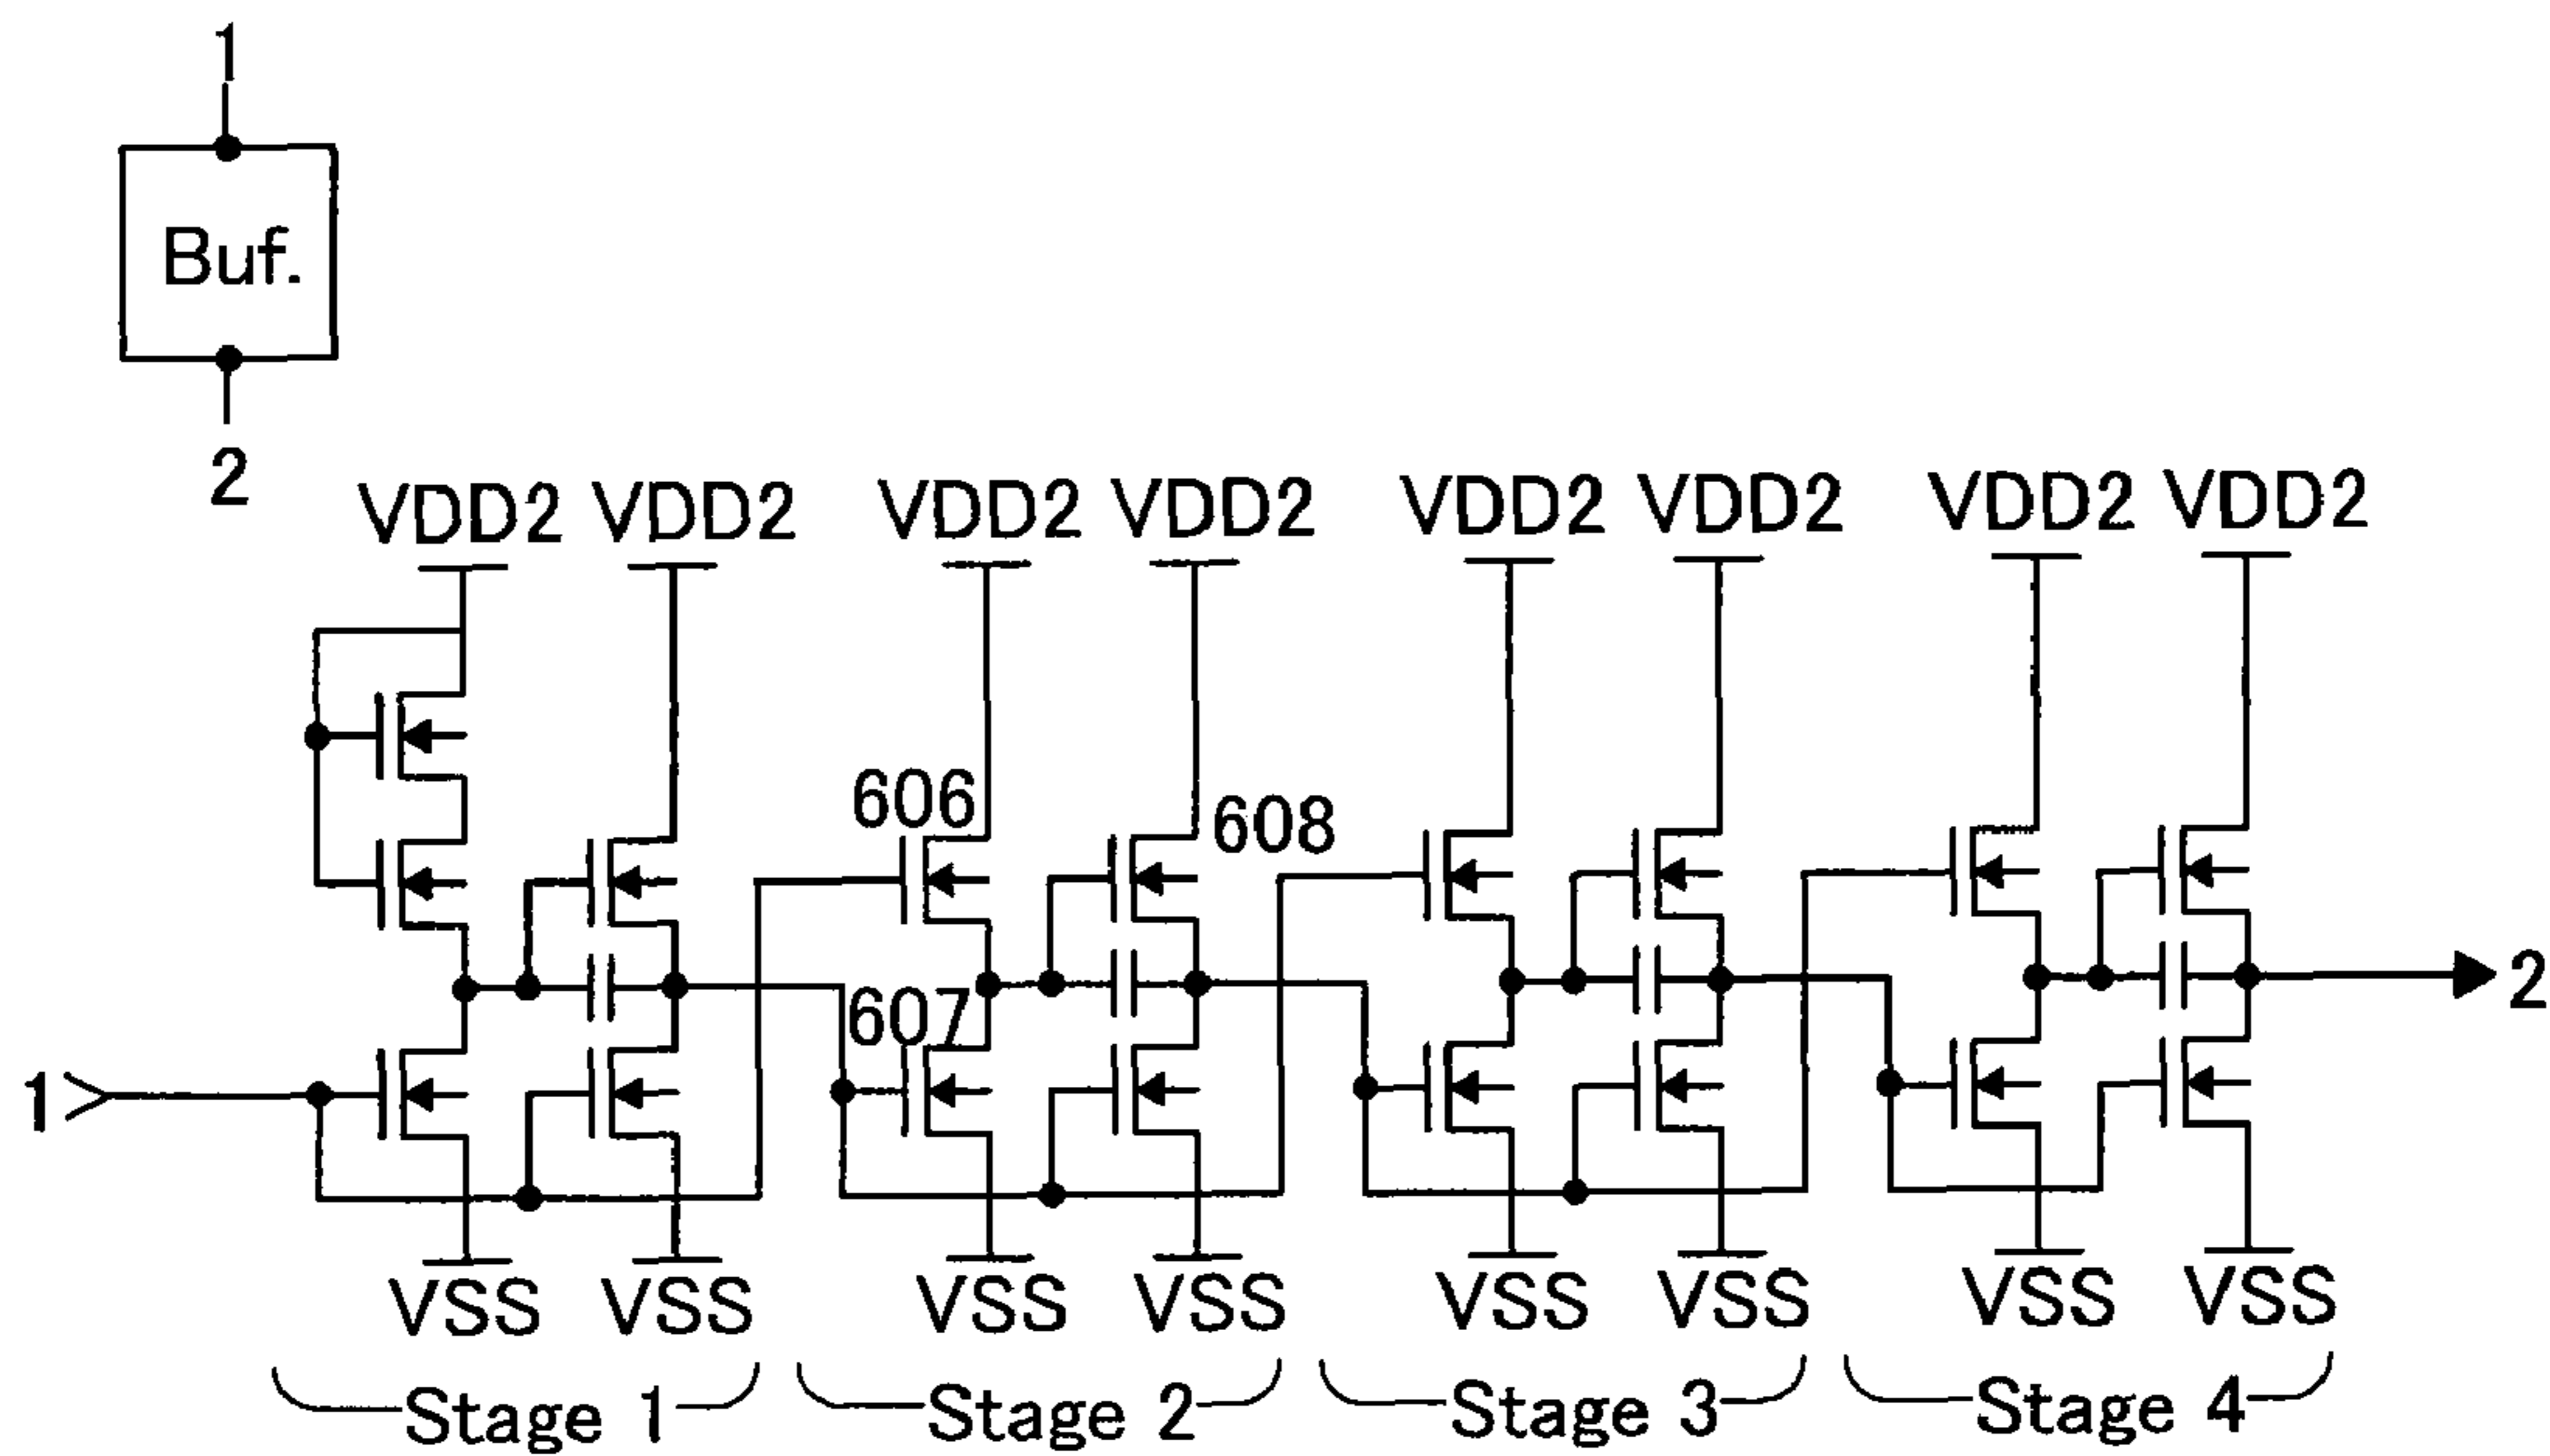 1
Buf.
2
VDD2 VDD2 VDD2 VDD2 VDD2 VDD2 VDD2 VDD2
606 608
607
2
1
VSS VSS VSS VSS VSS VSS VSS VSS
Stage 1 Stage 2 Stage 3 Stage 4